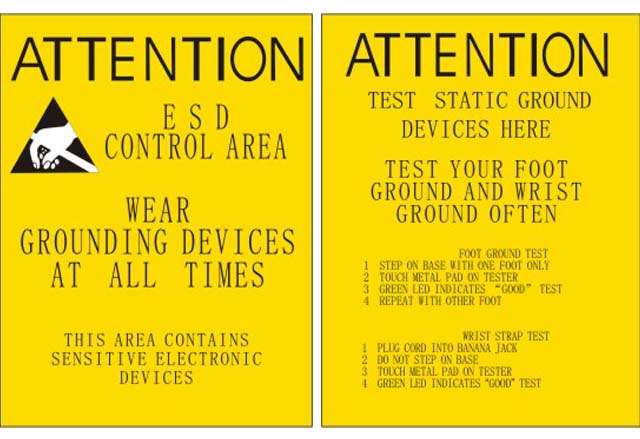 ATTENTION
E S D
CONTROL AREA
WEAR
GROUNDING DEVICES
AT ALL TIMES
THIS AREA CONTAINS
SENSITIVE ELECTRONIC
DEVICES
ATTENTION
TEST STATIC GROUND
DEVICES HERE
TEST YOUR FOOT
GROUND AND WRIST
GROUND OFTEN
FOOT GROUND TEST
1 STEP ON BASE WITH ONE FOOT ONLY
2 TOUCH METAL PAD ON TESTER
3 GREEN LED INDICATES “GOOD” TEST
4 REPEAT WITH OTHER FOOT
WRIST STRAP TEST
1 PLUG CORD INTO BANANA JACK
2 DO NOT STEP ON BASE
3 TOUCH METAL PAD ON TESTER
4 GREEN LED INDICATES “GOOD” TEST